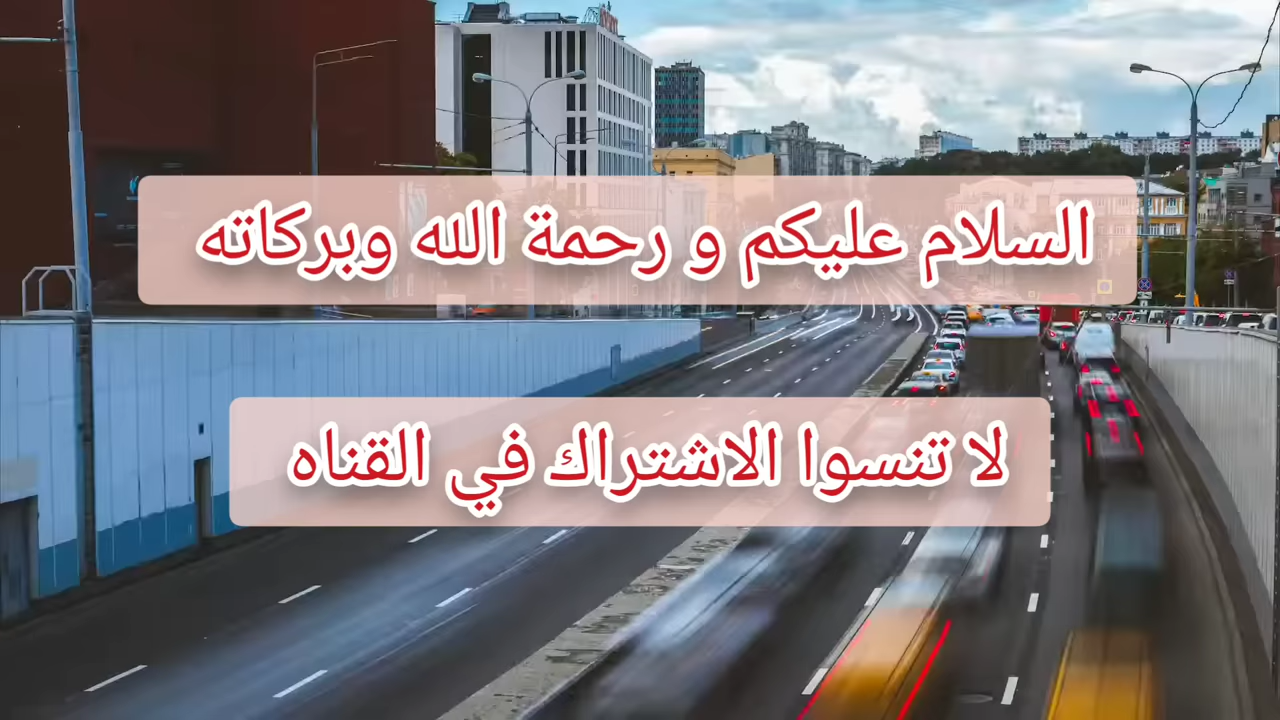 السلام عليكم و رحمة الله وبركاته
لا تنسوا الاشتراك في القناه